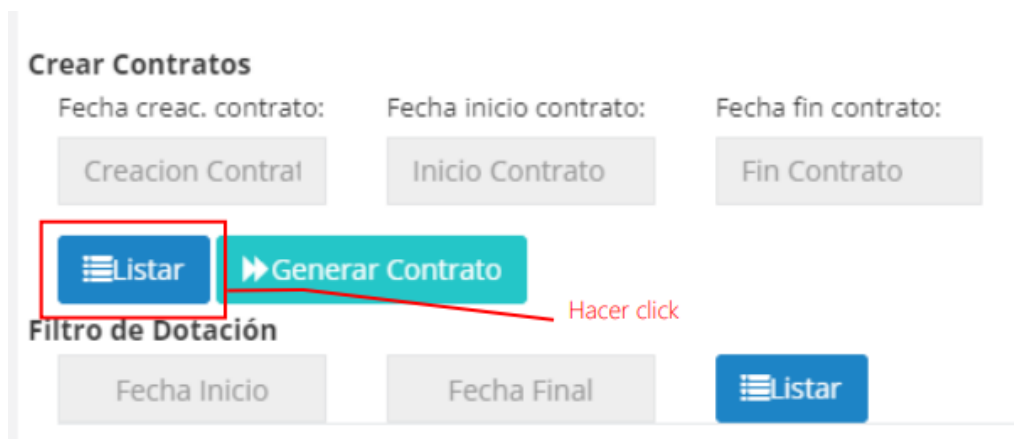 Crear Contratos
Fecha creac. contrato: Fecha inicio contrato: Fecha fin contrato:
Creacion Contrat Inicio Contrato Fin Contrato
Listar Generar Contrato
Hacer click
Filtro de Dotación
Fecha Inicio Fecha Final Listar